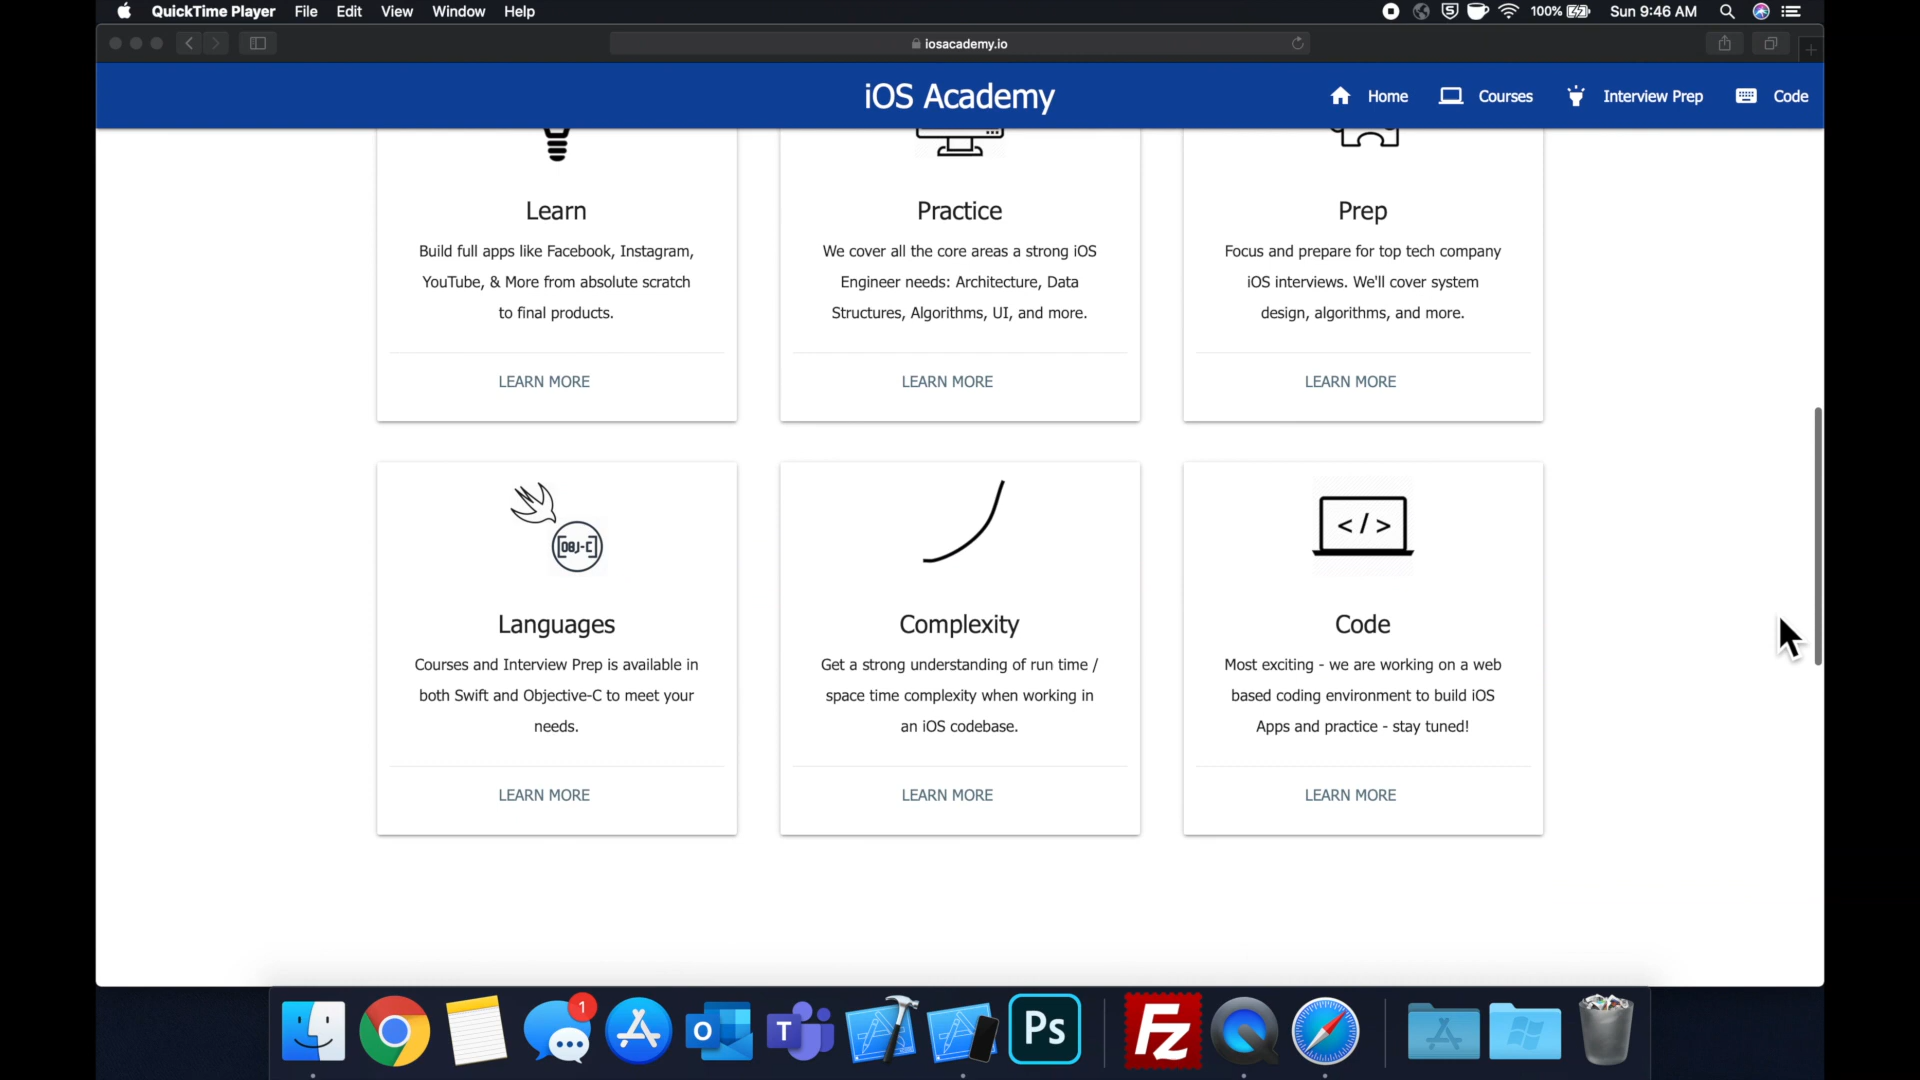 QuickTime Player File Edit View Window Help 100% Sun 9:46 AM
iosacademy.io
iOS Academy Home Courses Interview Prep Code
Learn
Build full apps like Facebook, Instagram,
YouTube, & More from absolute scratch
to final products.
LEARN MORE
Practice
We cover all the core areas a strong iOS
Engineer needs: Architecture, Data
Structures, Algorithms, UI, and more.
LEARN MORE
Prep
Focus and prepare for top tech company
iOS interviews. We'll cover system
design, algorithms, and more.
LEARN MORE
[OBJ-C]
Languages
Courses and Interview Prep is available in
both Swift and Objective-C to meet your
needs.
LEARN MORE
Complexity
Get a strong understanding of run time /
space time complexity when working in
an iOS codebase.
LEARN MORE
</>
Code
Most exciting - we are working on a web
based coding environment to build iOS
Apps and practice - stay tuned!
LEARN MORE
1
O T Ps Fz